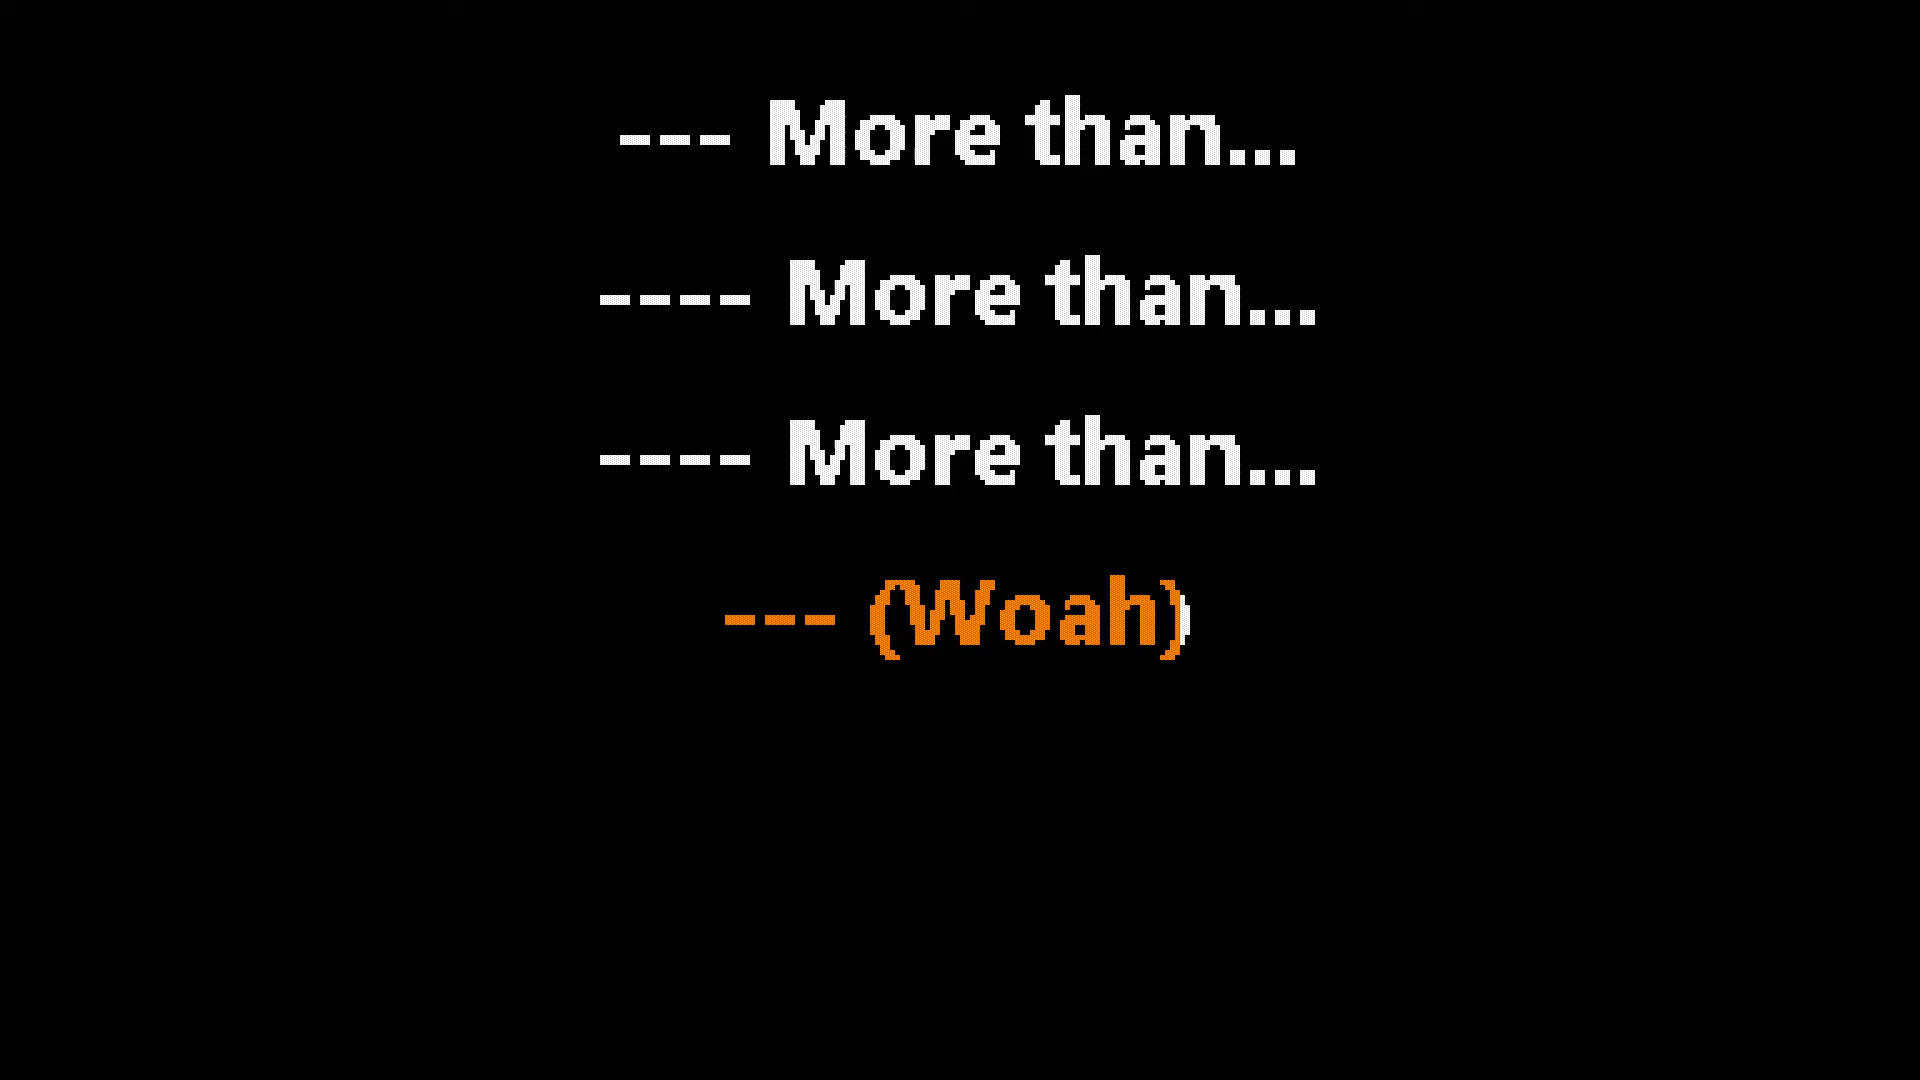 --- More than...
---- More than...
---- More than...
--- (Woah)